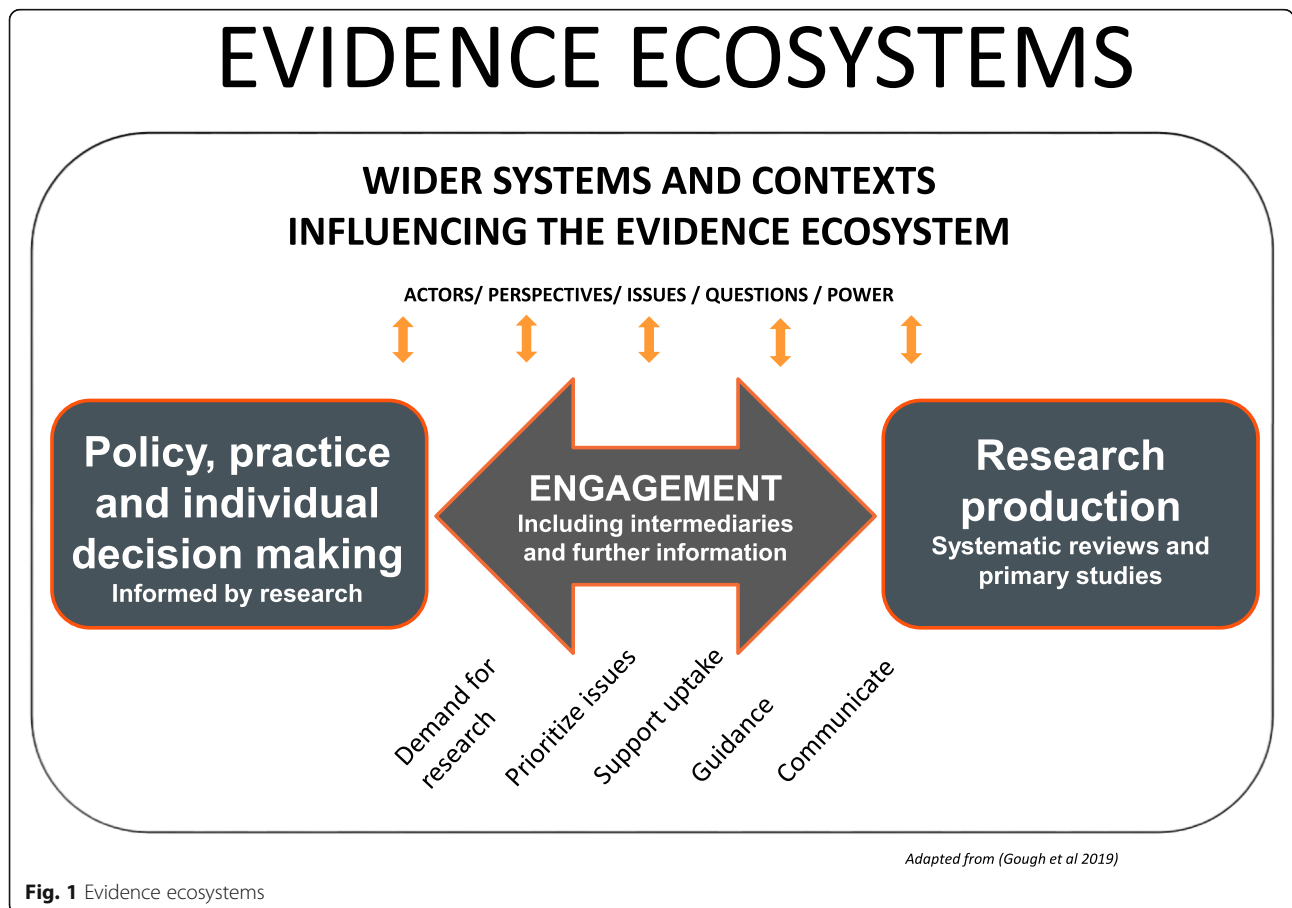 EVIDENCE ECOSYSTEMS
WIDER SYSTEMS AND CONTEXTS
INFLUENCING THE EVIDENCE ECOSYSTEM
ACTORS/ PERSPECTIVES/ ISSUES / QUESTIONS / POWER
Policy, practice
and individual
decision making
Informed by research
ENGAGEMENT
Including intermediaries
and further information
Research
production
Systematic reviews and
primary studies
Demand for
research
Prioritize issues
Support uptake
Guidance
Communicate
Adapted from (Gough et al 2019)
Fig. 1 Evidence ecosystems